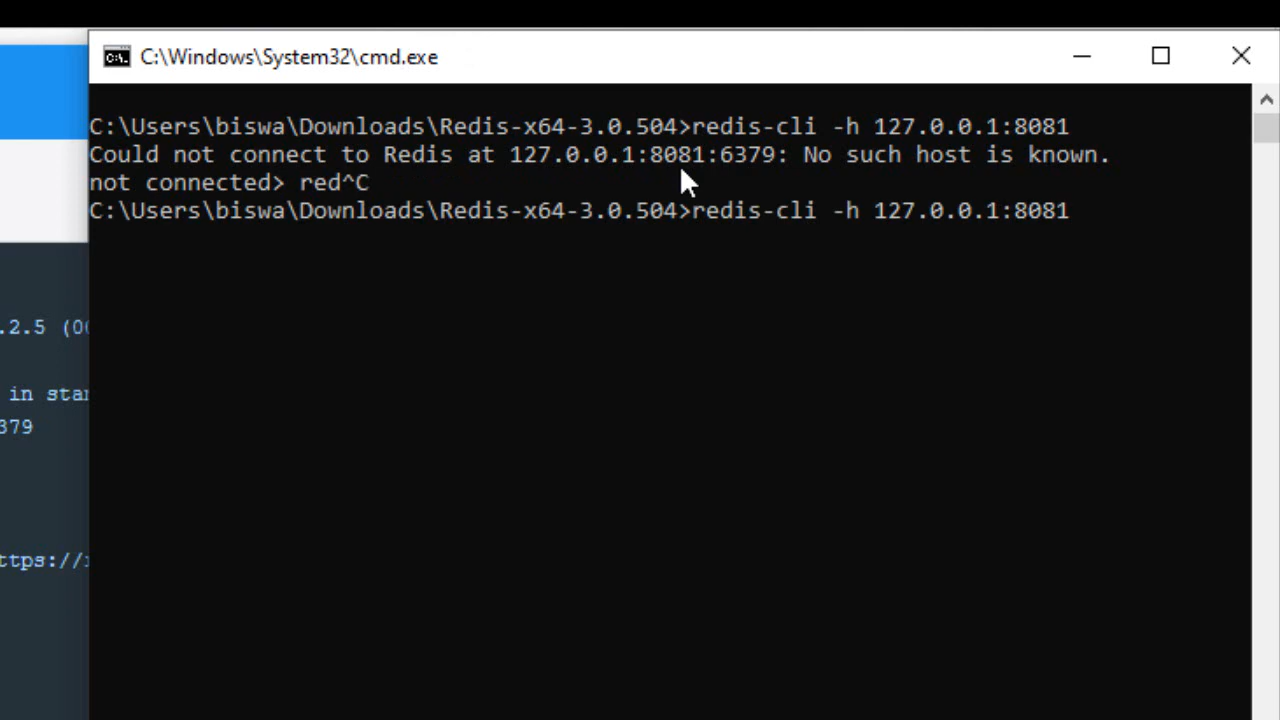 C:\Windows\System32\cmd.exe
C:\Users\biswa\Downloads\Redis-x64-3.0.504>redis-cli -h 127.0.0.1:8081
Could not connect to Redis at 127.0.0.1:8081:6379: No such host is known.
not connected> red^C
C:\Users\biswa\Downloads\Redis-x64-3.0.504>redis-cli -h 127.0.0.1:8081
.2.5 (00
in star
379
ttps://